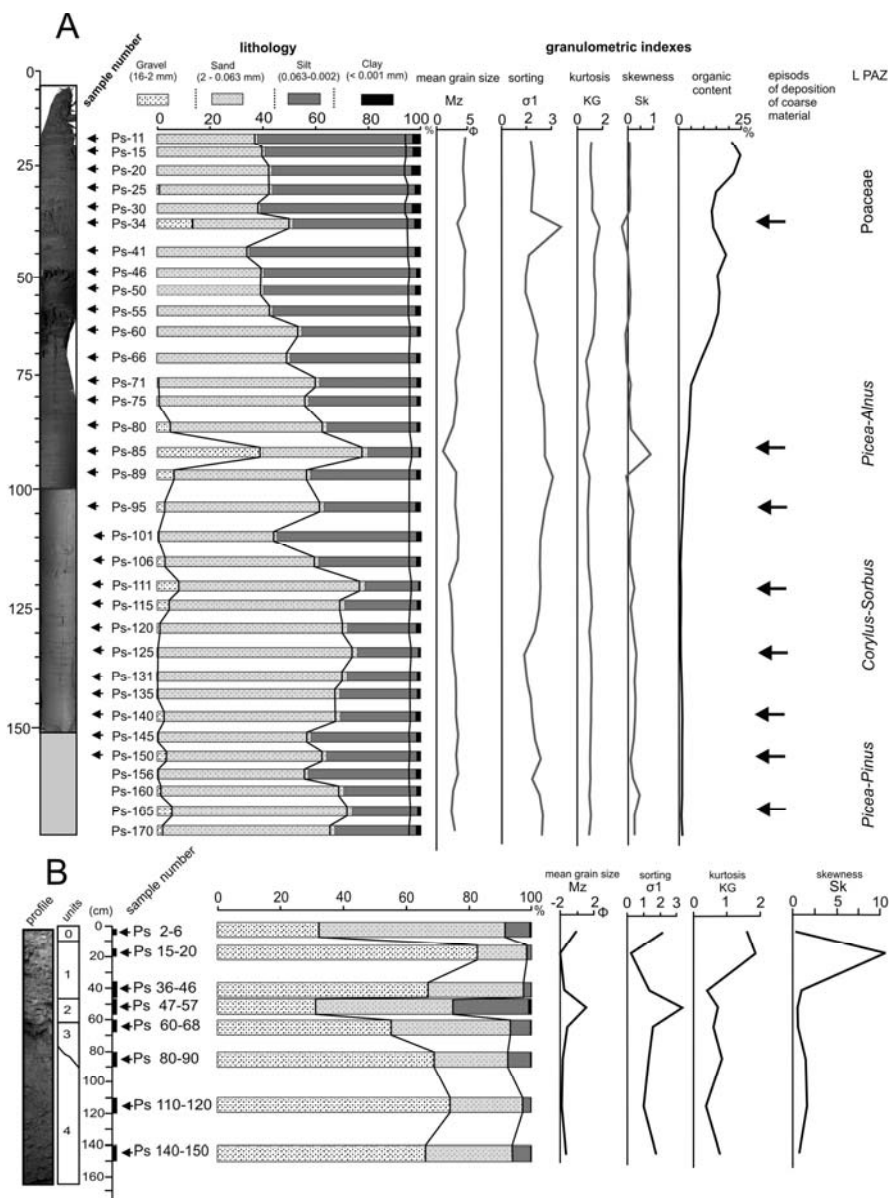 A
sample number
lithology
granulometric indexes
Gravel (16-2 mm)
Sand (2 - 0.063 mm)
Silt (0.063-0.002)
Clay (< 0.001 mm)
mean grain size
Mz
sorting
σ1
kurtosis
KG
skewness
Sk
organic content
episods of deposition of coarse material
L PAZ
0 20 40 60 80 100 %
0 5 Φ
0 2 3
0 2
0 1
0 25 %
0
25
50
75
100
125
150
Ps-11
Ps-15
Ps-20
Ps-25
Ps-30
Ps-34
Ps-41
Ps-46
Ps-50
Ps-55
Ps-60
Ps-66
Ps-71
Ps-75
Ps-80
Ps-85
Ps-89
Ps-95
Ps-101
Ps-106
Ps-111
Ps-115
Ps-120
Ps-125
Ps-131
Ps-135
Ps-140
Ps-145
Ps-150
Ps-156
Ps-160
Ps-165
Ps-170
Poaceae
Picea-Alnus
Corylus-Sorbus
Picea-Pinus
B
profile
units
(cm)
sample number
0 20 40 60 80 100
%
mean grain size
Mz
-2 2 Φ
sorting
σ1
0 1 2 3
kurtosis
KG
0 1 2
skewness
Sk
0 5 10
0
1
2
3
4
0
20
40
60
80
100
120
140
160
Ps 2-6
Ps 15-20
Ps 36-46
Ps 47-57
Ps 60-68
Ps 80-90
Ps 110-120
Ps 140-150